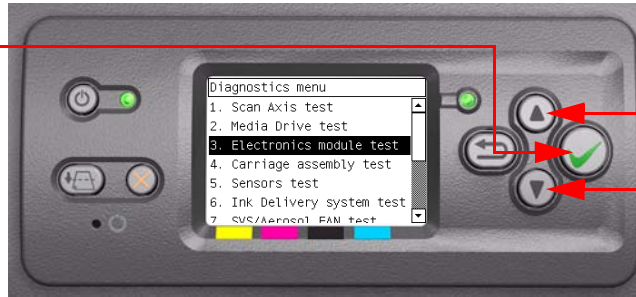 Diagnostics menu
1. Scan Axis test
2. Media Drive test
3. Electronics module test
4. Carriage assembly test
5. Sensors test
6. Ink Delivery system test
7. SVS/Aerosol FAN test